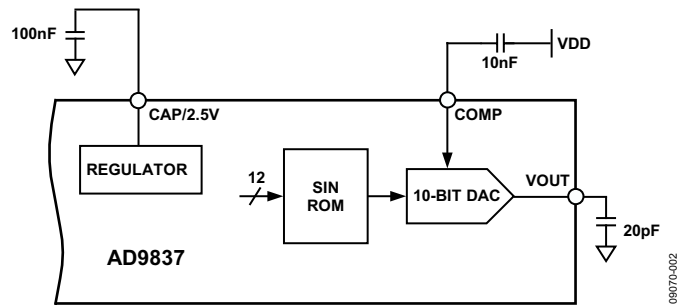 100nF
VDD
10nF
CAP/2.5V
COMP
REGULATOR
12
SIN
ROM
10-BIT DAC
VOUT
20pF
AD9837
09070-002